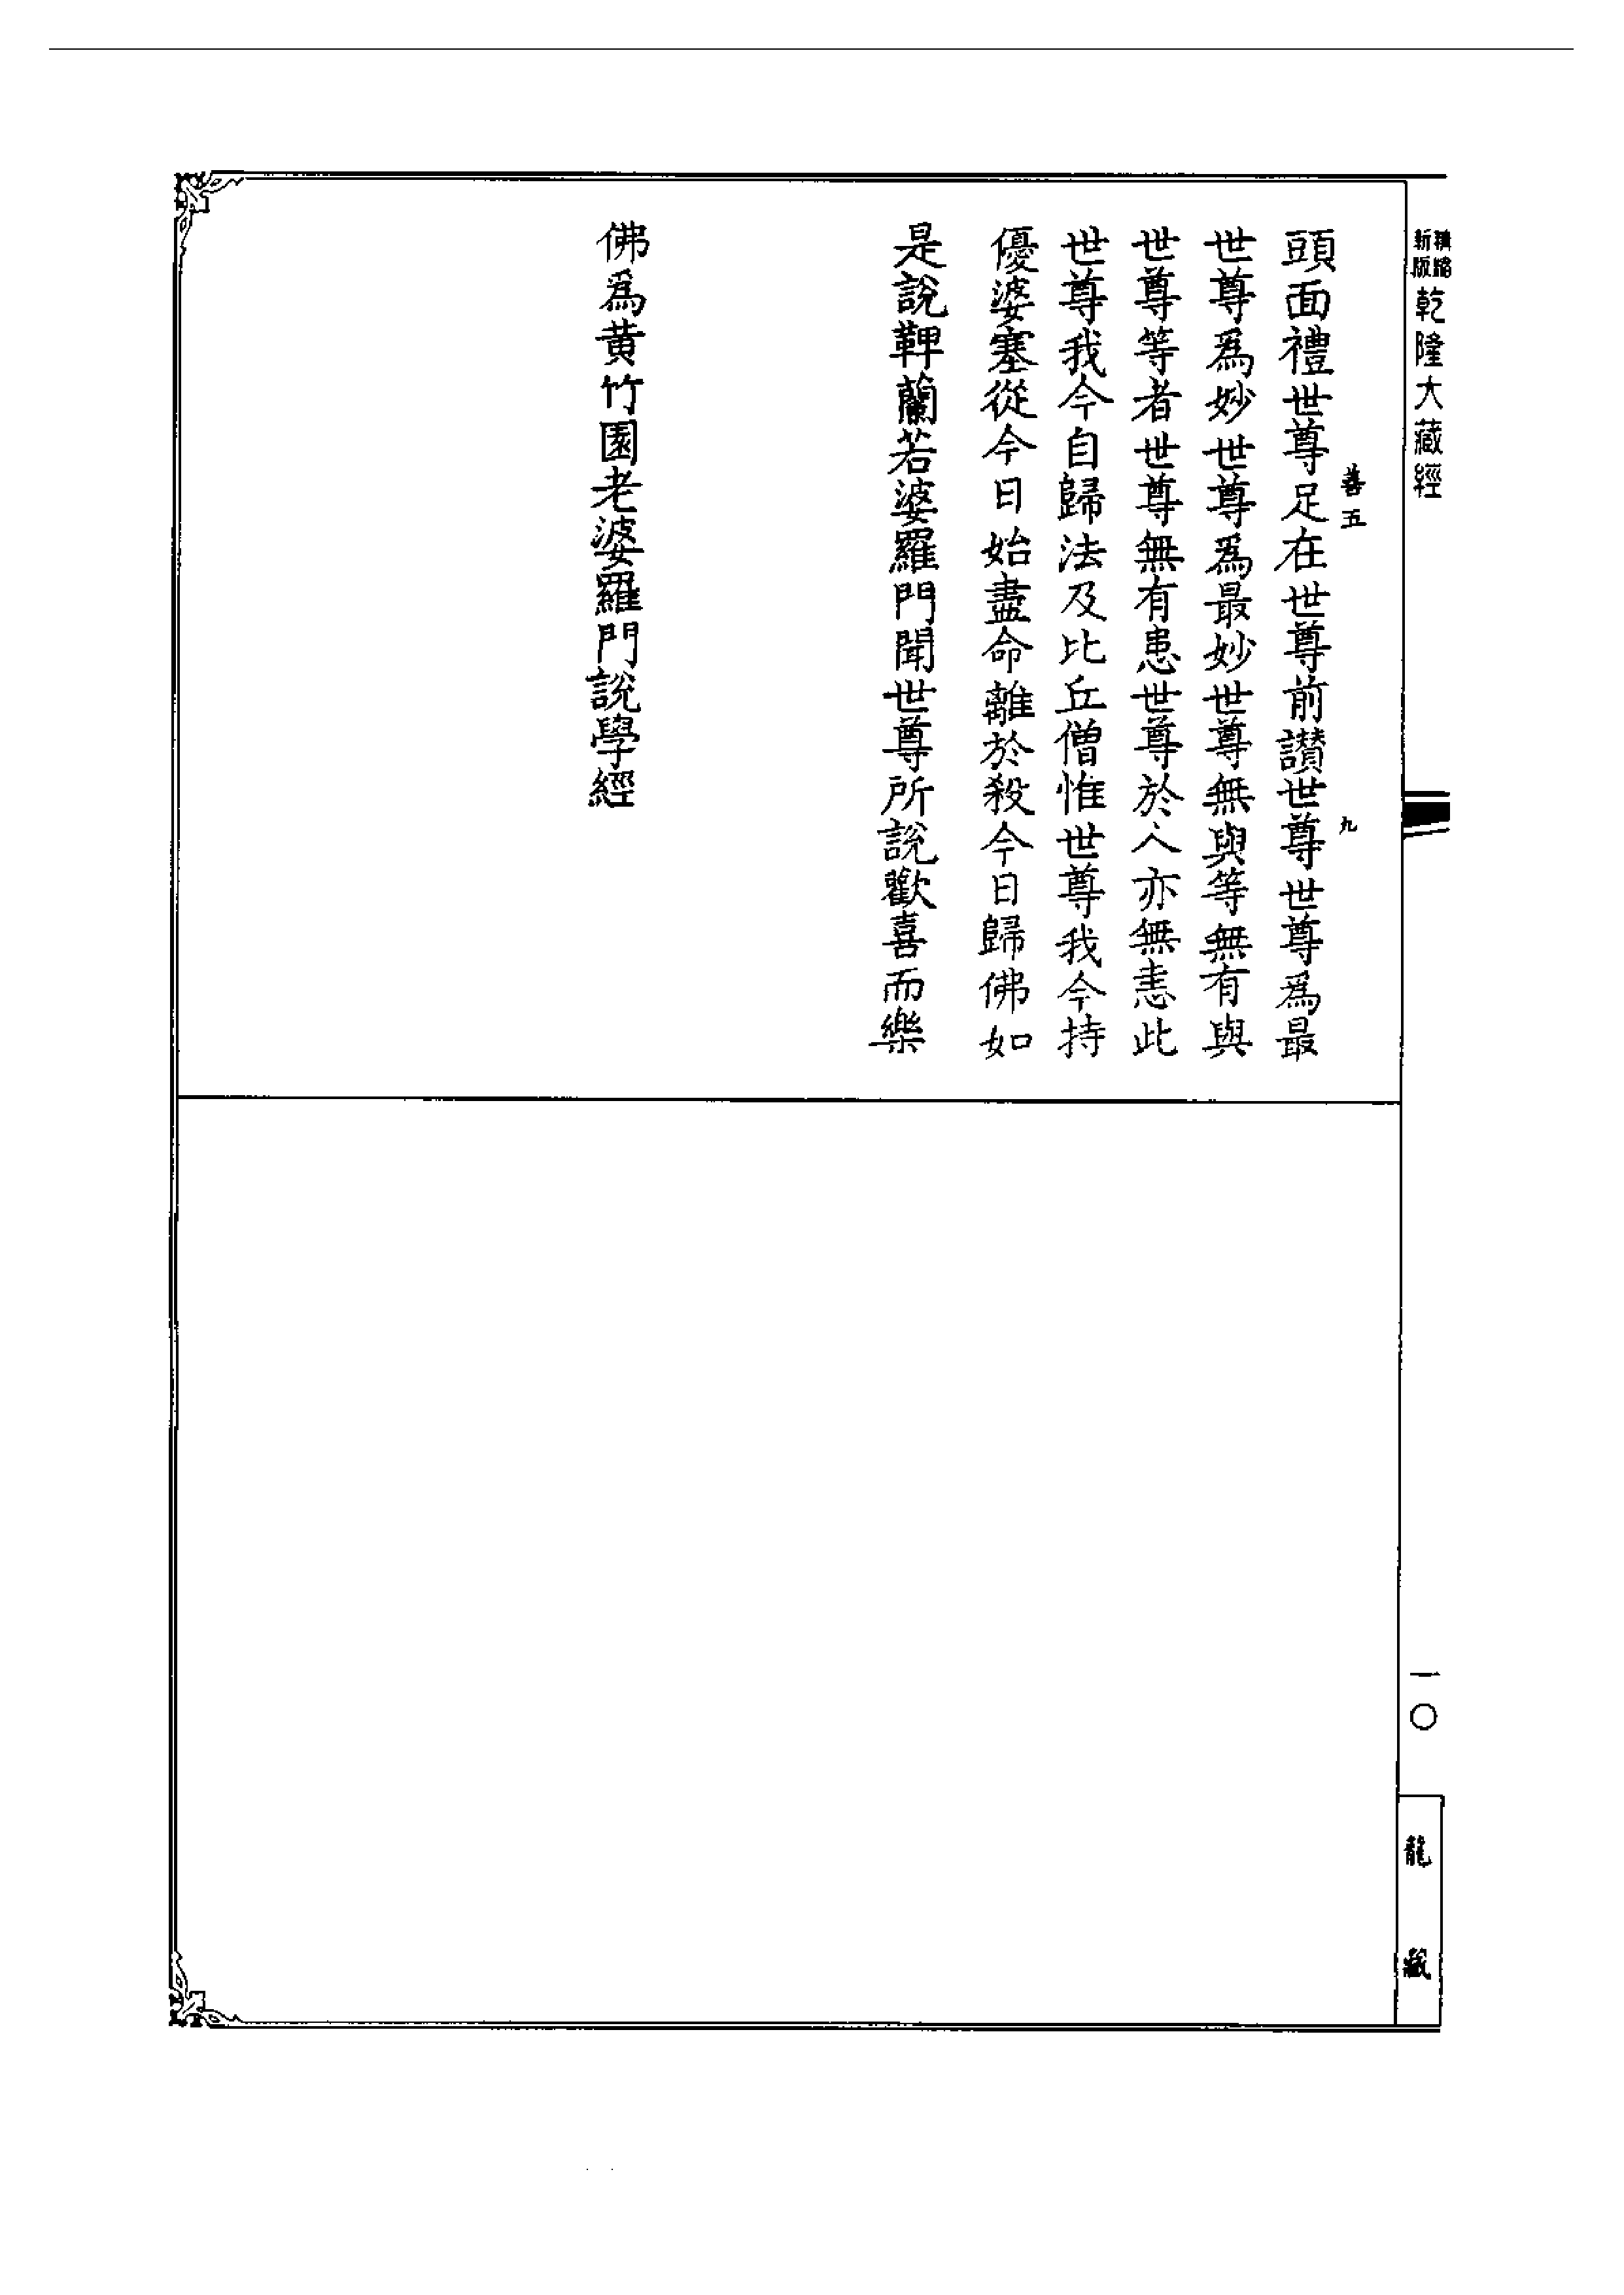 新版
精縮
乾隆大藏經
善五
九
頭面禮世尊足在世尊前讃世尊世尊爲最
世尊爲妙世尊爲最妙世尊無與等無有與
世尊等者世尊無有恚世尊於人亦無恚此
世尊我今自歸法及比丘僧惟世尊我今持
優婆塞從今日始盡命離於殺今日歸佛如
是說鞞蘭若婆羅門聞世尊所說歡喜而樂
佛爲黄竹園老婆羅門説學經
一〇
龍藏